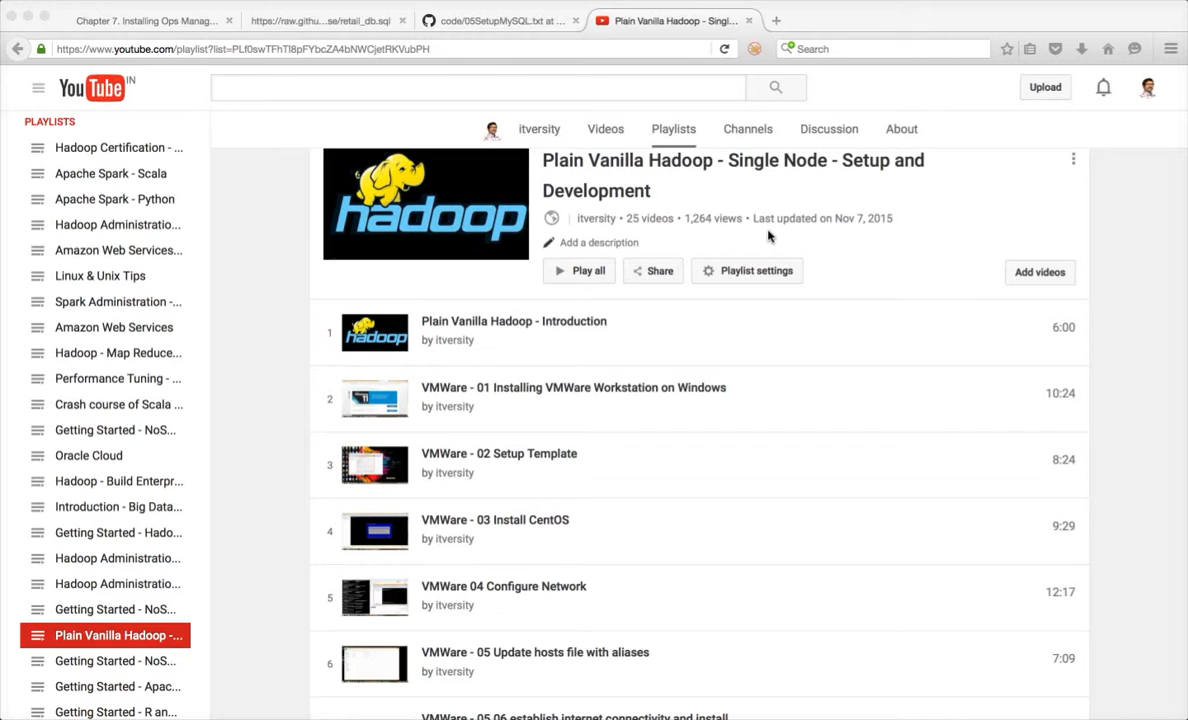 Chapter 7. Installing Ops Manag...
https://raw.githu...se/retail_db.sql
code/05SetupMySQL.txt at ...
Plain Vanilla Hadoop - Singl...
https://www.youtube.com/playlist?list=PLf0swTFhTI8pFYbcZA4bNWCjetRKVubPH
Search
YouTube IN
Upload
PLAYLISTS
Hadoop Certification - ...
Apache Spark - Scala
Apache Spark - Python
Hadoop Administratio...
Amazon Web Services...
Linux & Unix Tips
Spark Administration -...
Amazon Web Services
Hadoop - Map Reduce...
Performance Tuning - ...
Crash course of Scala ...
Getting Started - NoS...
Oracle Cloud
Hadoop - Build Enterpr...
Introduction - Big Data...
Getting Started - Hado...
Hadoop Administratio...
Hadoop Administratio...
Getting Started - NoS...
Plain Vanilla Hadoop -...
Getting Started - NoS...
Getting Started - Apac...
Getting Started - R an...
itversity Videos Playlists Channels Discussion About
hadoop
Plain Vanilla Hadoop - Single Node - Setup and
Development
itversity • 25 videos • 1,264 views • Last updated on Nov 7, 2015
Add a description
Play all Share Playlist settings Add videos
1 hadoop Plain Vanilla Hadoop - Introduction 6:00
by itversity
2 VMWare - 01 Installing VMWare Workstation on Windows 10:24
by itversity
3 VMWare - 02 Setup Template 8:24
by itversity
4 VMWare - 03 Install CentOS 9:29
by itversity
5 VMWare 04 Configure Network 12:17
by itversity
6 VMWare - 05 Update hosts file with aliases 7:09
by itversity
VMWare - 05 06 establish internet connectivity and install